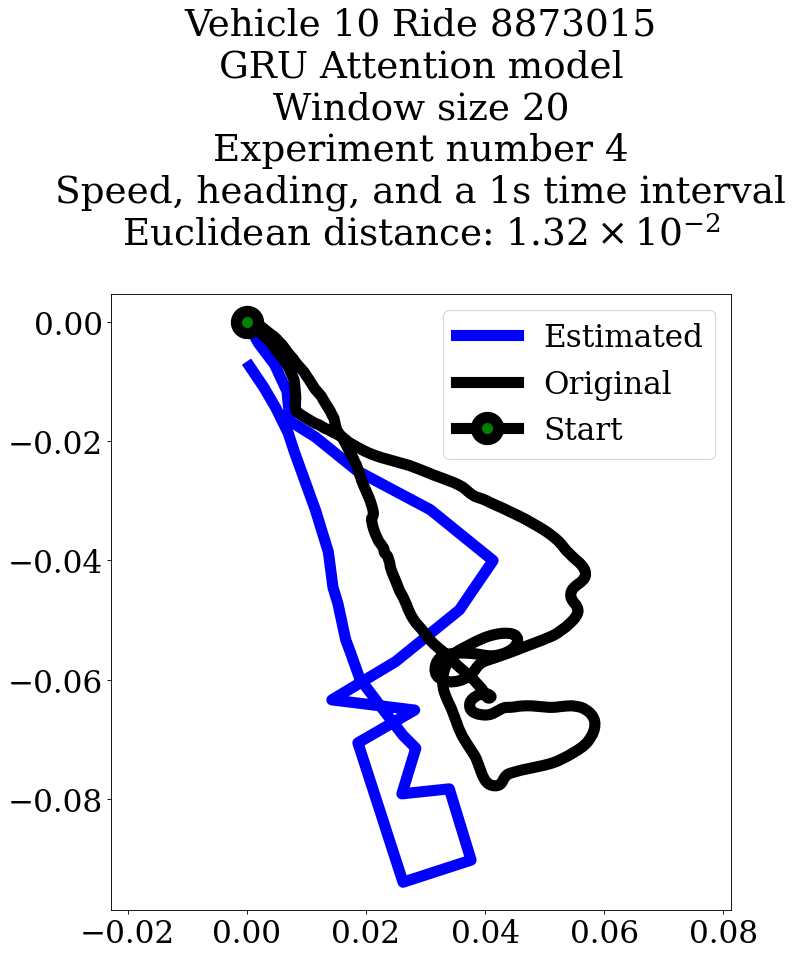 Vehicle 10 Ride 8873015
GRU Attention model
Window size 20
Experiment number 4
Speed, heading, and a 1s time interval
Euclidean distance: 1.32 × 10⁻²
Estimated
Original
Start
0.00
−0.02
−0.04
−0.06
−0.08
−0.02 0.00 0.02 0.04 0.06 0.08